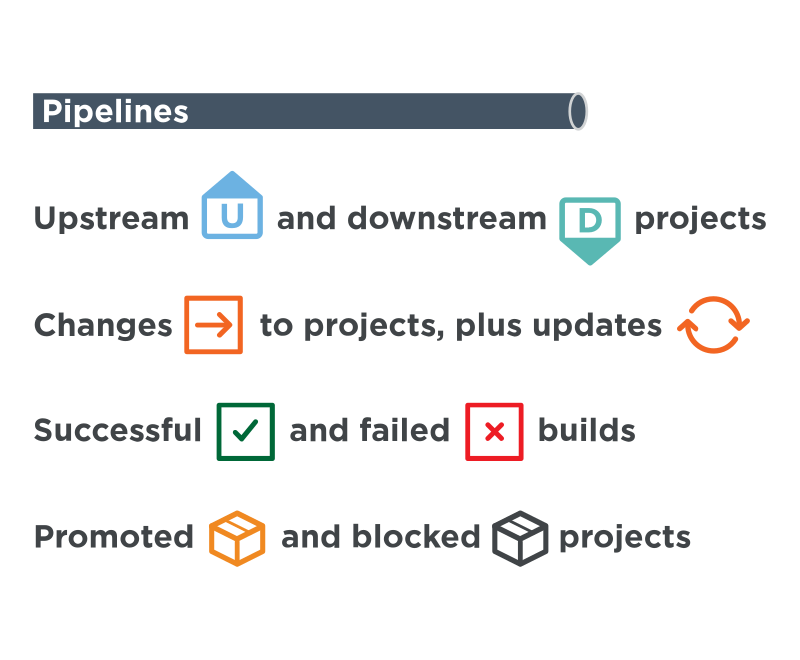 Pipelines
Upstream U and downstream D projects
Changes to projects, plus updates
Successful and failed builds
Promoted and blocked projects